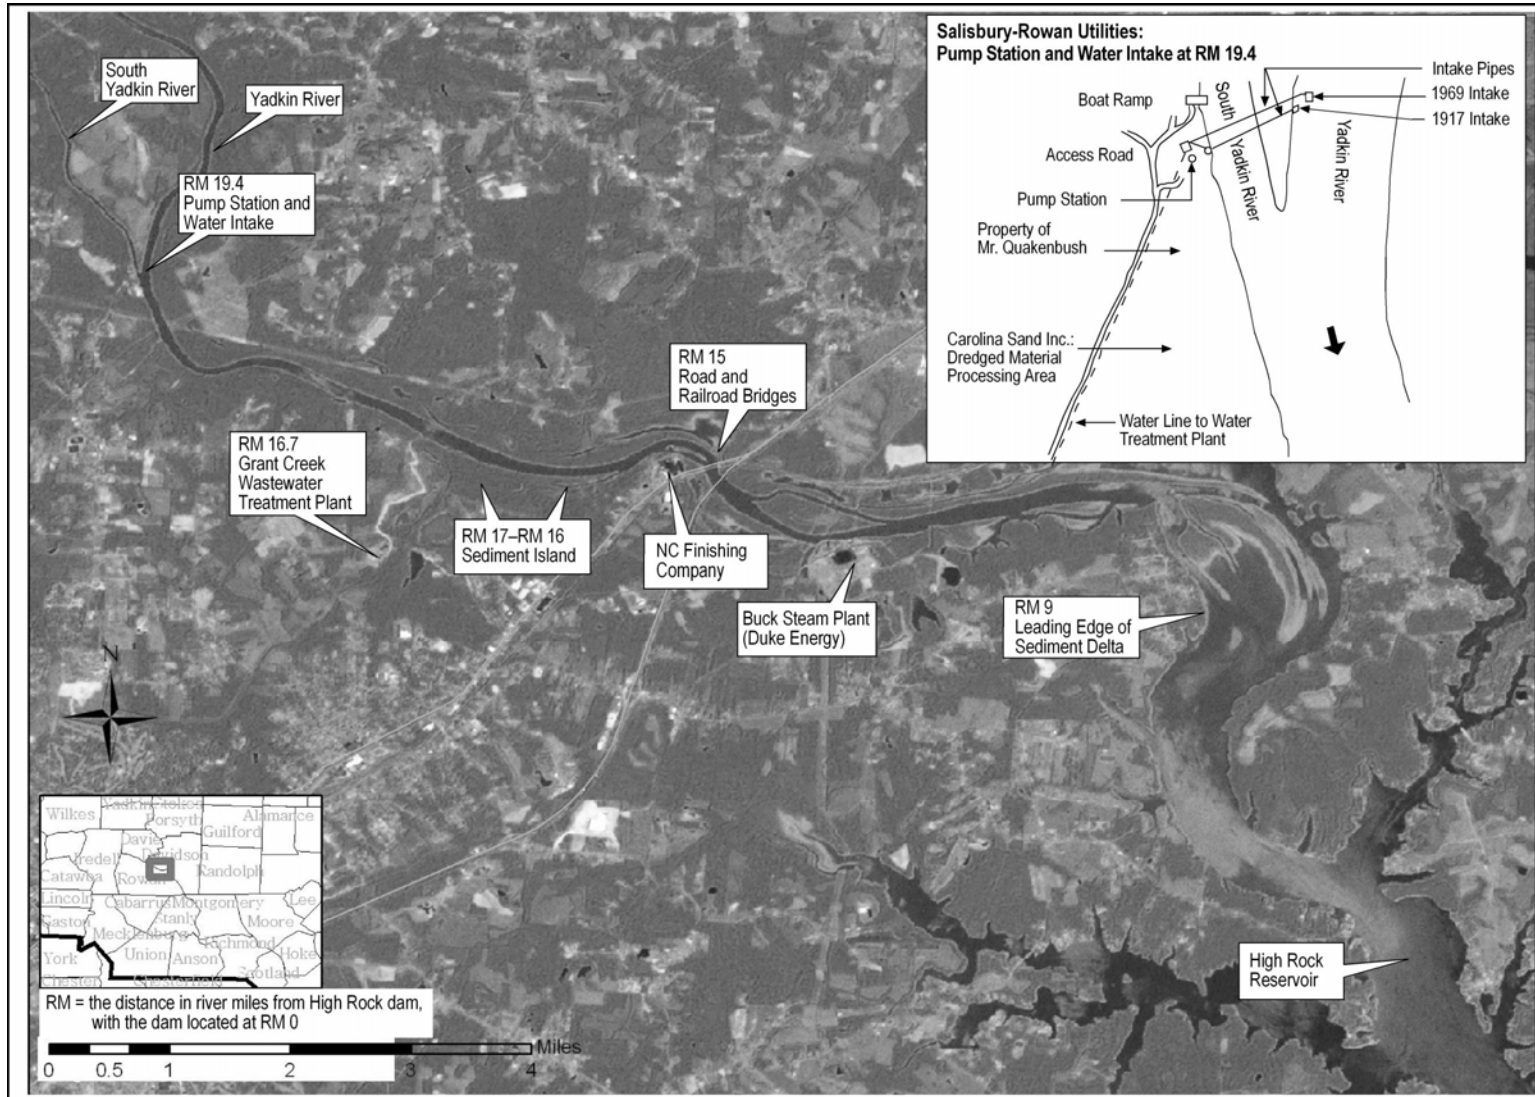 South
Yadkin River
Yadkin River
RM 19.4
Pump Station and
Water Intake
Salisbury-Rowan Utilities:
Pump Station and Water Intake at RM 19.4
Boat Ramp
Access Road
Pump Station
Property of
Mr. Quakenbush
Carolina Sand Inc.:
Dredged Material
Processing Area
Water Line to Water
Treatment Plant
South
Yadkin River
Yadkin River
Intake Pipes
1969 Intake
1917 Intake
RM 15
Road and
Railroad Bridges
RM 16.7
Grant Creek
Wastewater
Treatment Plant
RM 17–RM 16
Sediment Island
NC Finishing
Company
Buck Steam Plant
(Duke Energy)
RM 9
Leading Edge of
Sediment Delta
High Rock
Reservoir
N
Wilkes
Yadkin
Stokes
Forsyth
Alamance
Guilford
Davie
Davidson
Iredell
Catawba
Rowan
Randolph
Lincoln
Cabarrus
Montgomery
Lee
Gaston
Stanly
Moore
Mecklenburg
Richmond
York
Union
Anson
Hoke
Scotland
Chester
Chesterfield
RM = the distance in river miles from High Rock dam,
with the dam located at RM 0
Miles
0 0.5 1 2 3 4